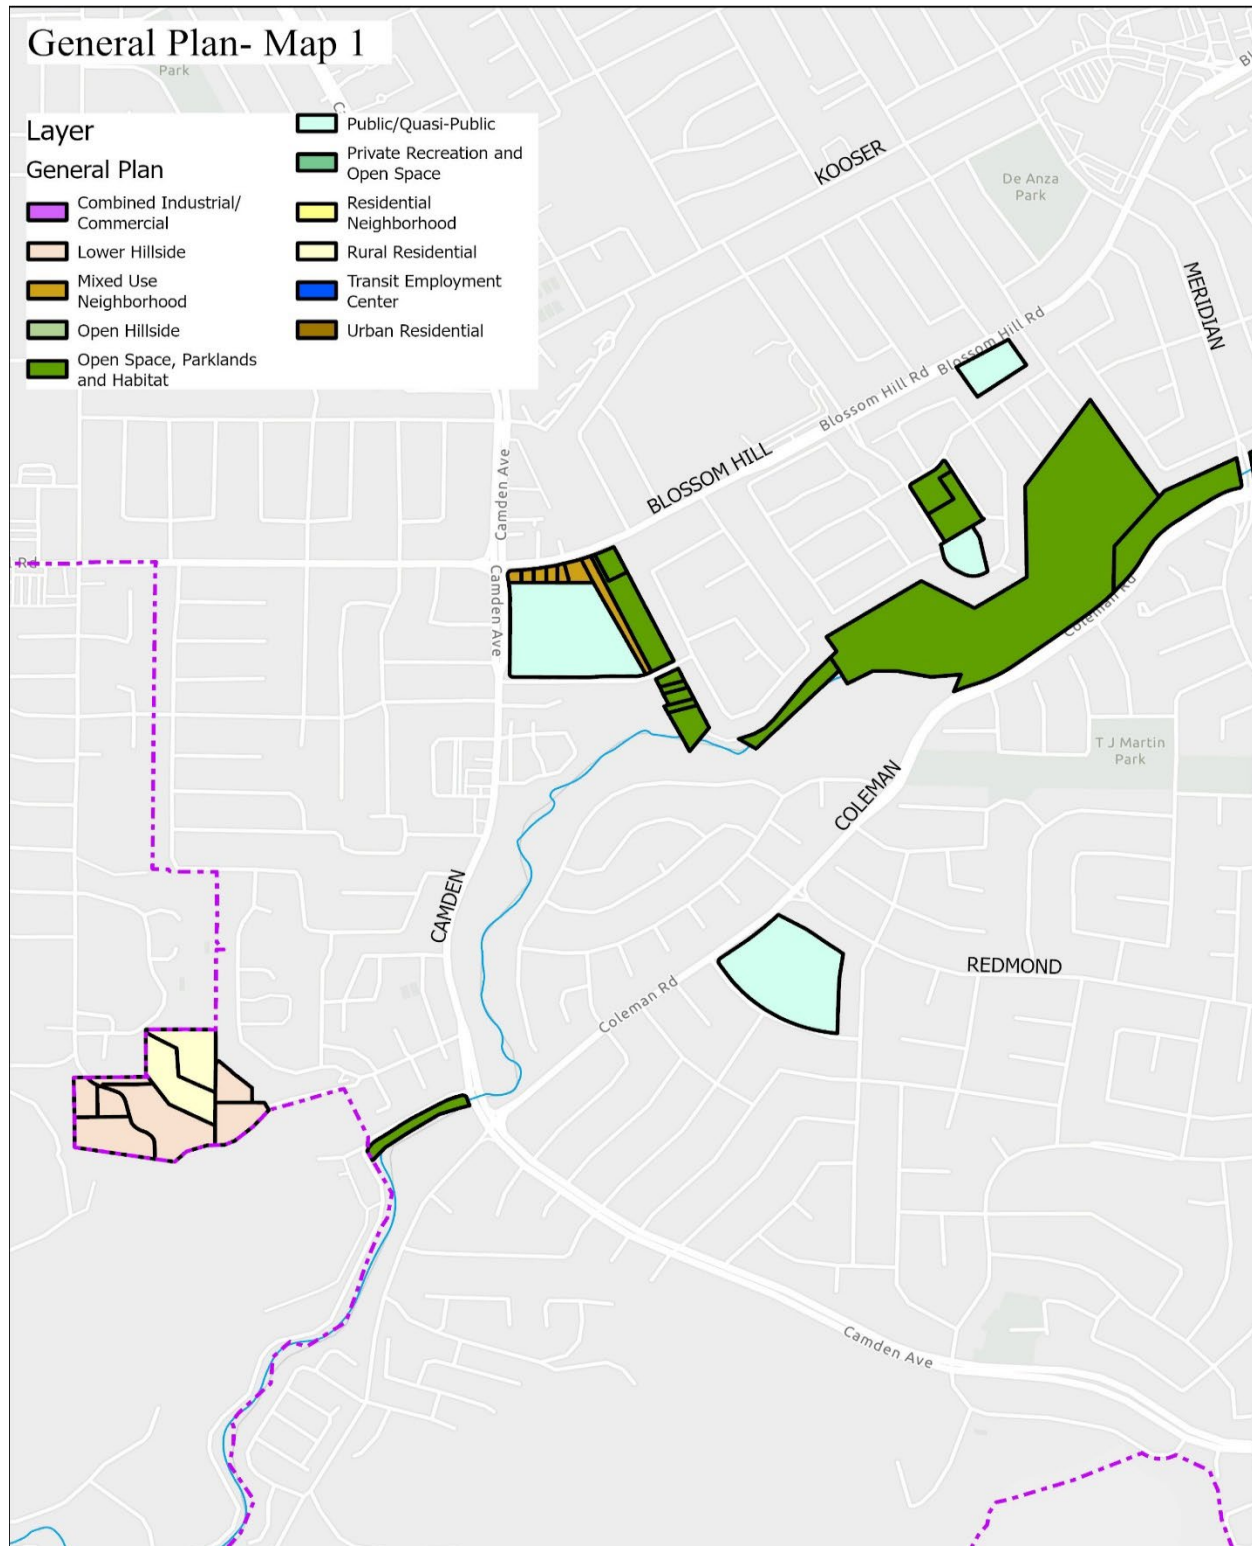 General Plan- Map 1
Park
Layer
General Plan
Combined Industrial/
Commercial
Lower Hillside
Mixed Use
Neighborhood
Open Hillside
Open Space, Parklands
and Habitat
Public/Quasi-Public
Private Recreation and
Open Space
Residential
Neighborhood
Rural Residential
Transit Employment
Center
Urban Residential
KOOSER
De Anza
Park
MERIDIAN
Blossom Hill Rd
Blossom Hill Rd
BLOSSOM HILL
Camden Ave
Camden Ave
Rd
Coleman Rd
T J Martin
Park
COLEMAN
CAMDEN
REDMOND
Coleman Rd
Camden Ave